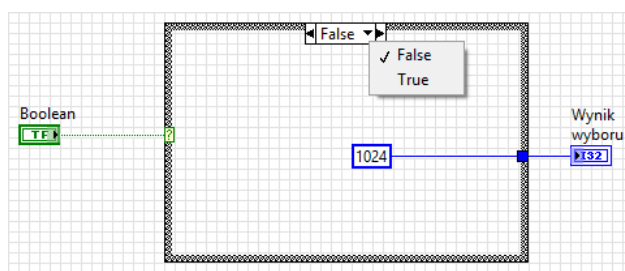 False
False
True
Boolean
TF
?
1024
Wynik
wyboru
I32